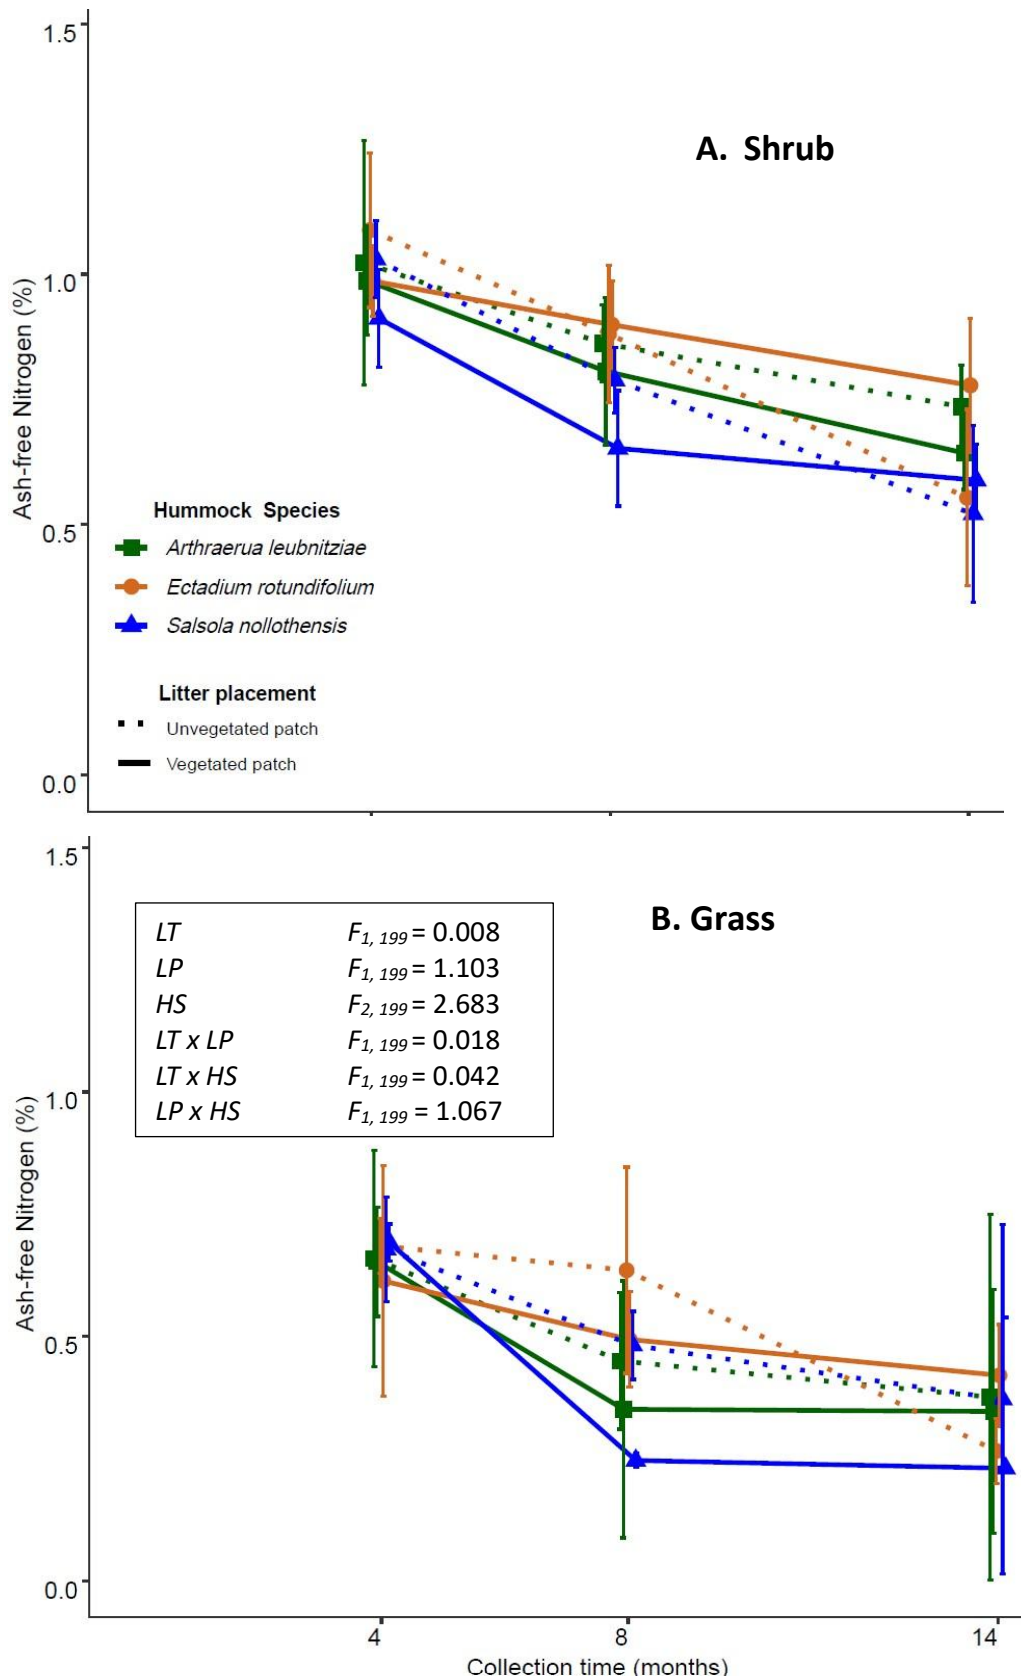 1.5
A. Shrub
1.0
Ash-free Nitrogen (%)
0.5
Hummock Species
Arthraerua leubnitziae
Ectadium rotundifolium
Salsola nollothensis
Litter placement
Unvegetated patch
Vegetated patch
0.0
1.5
B. Grass
LT F1, 199 = 0.008
LP F1, 199 = 1.103
HS F2, 199 = 2.683
LT x LP F1, 199 = 0.018
LT x HS F1, 199 = 0.042
LP x HS F1, 199 = 1.067
1.0
Ash-free Nitrogen (%)
0.5
0.0
4 8 14
Collection time (months)